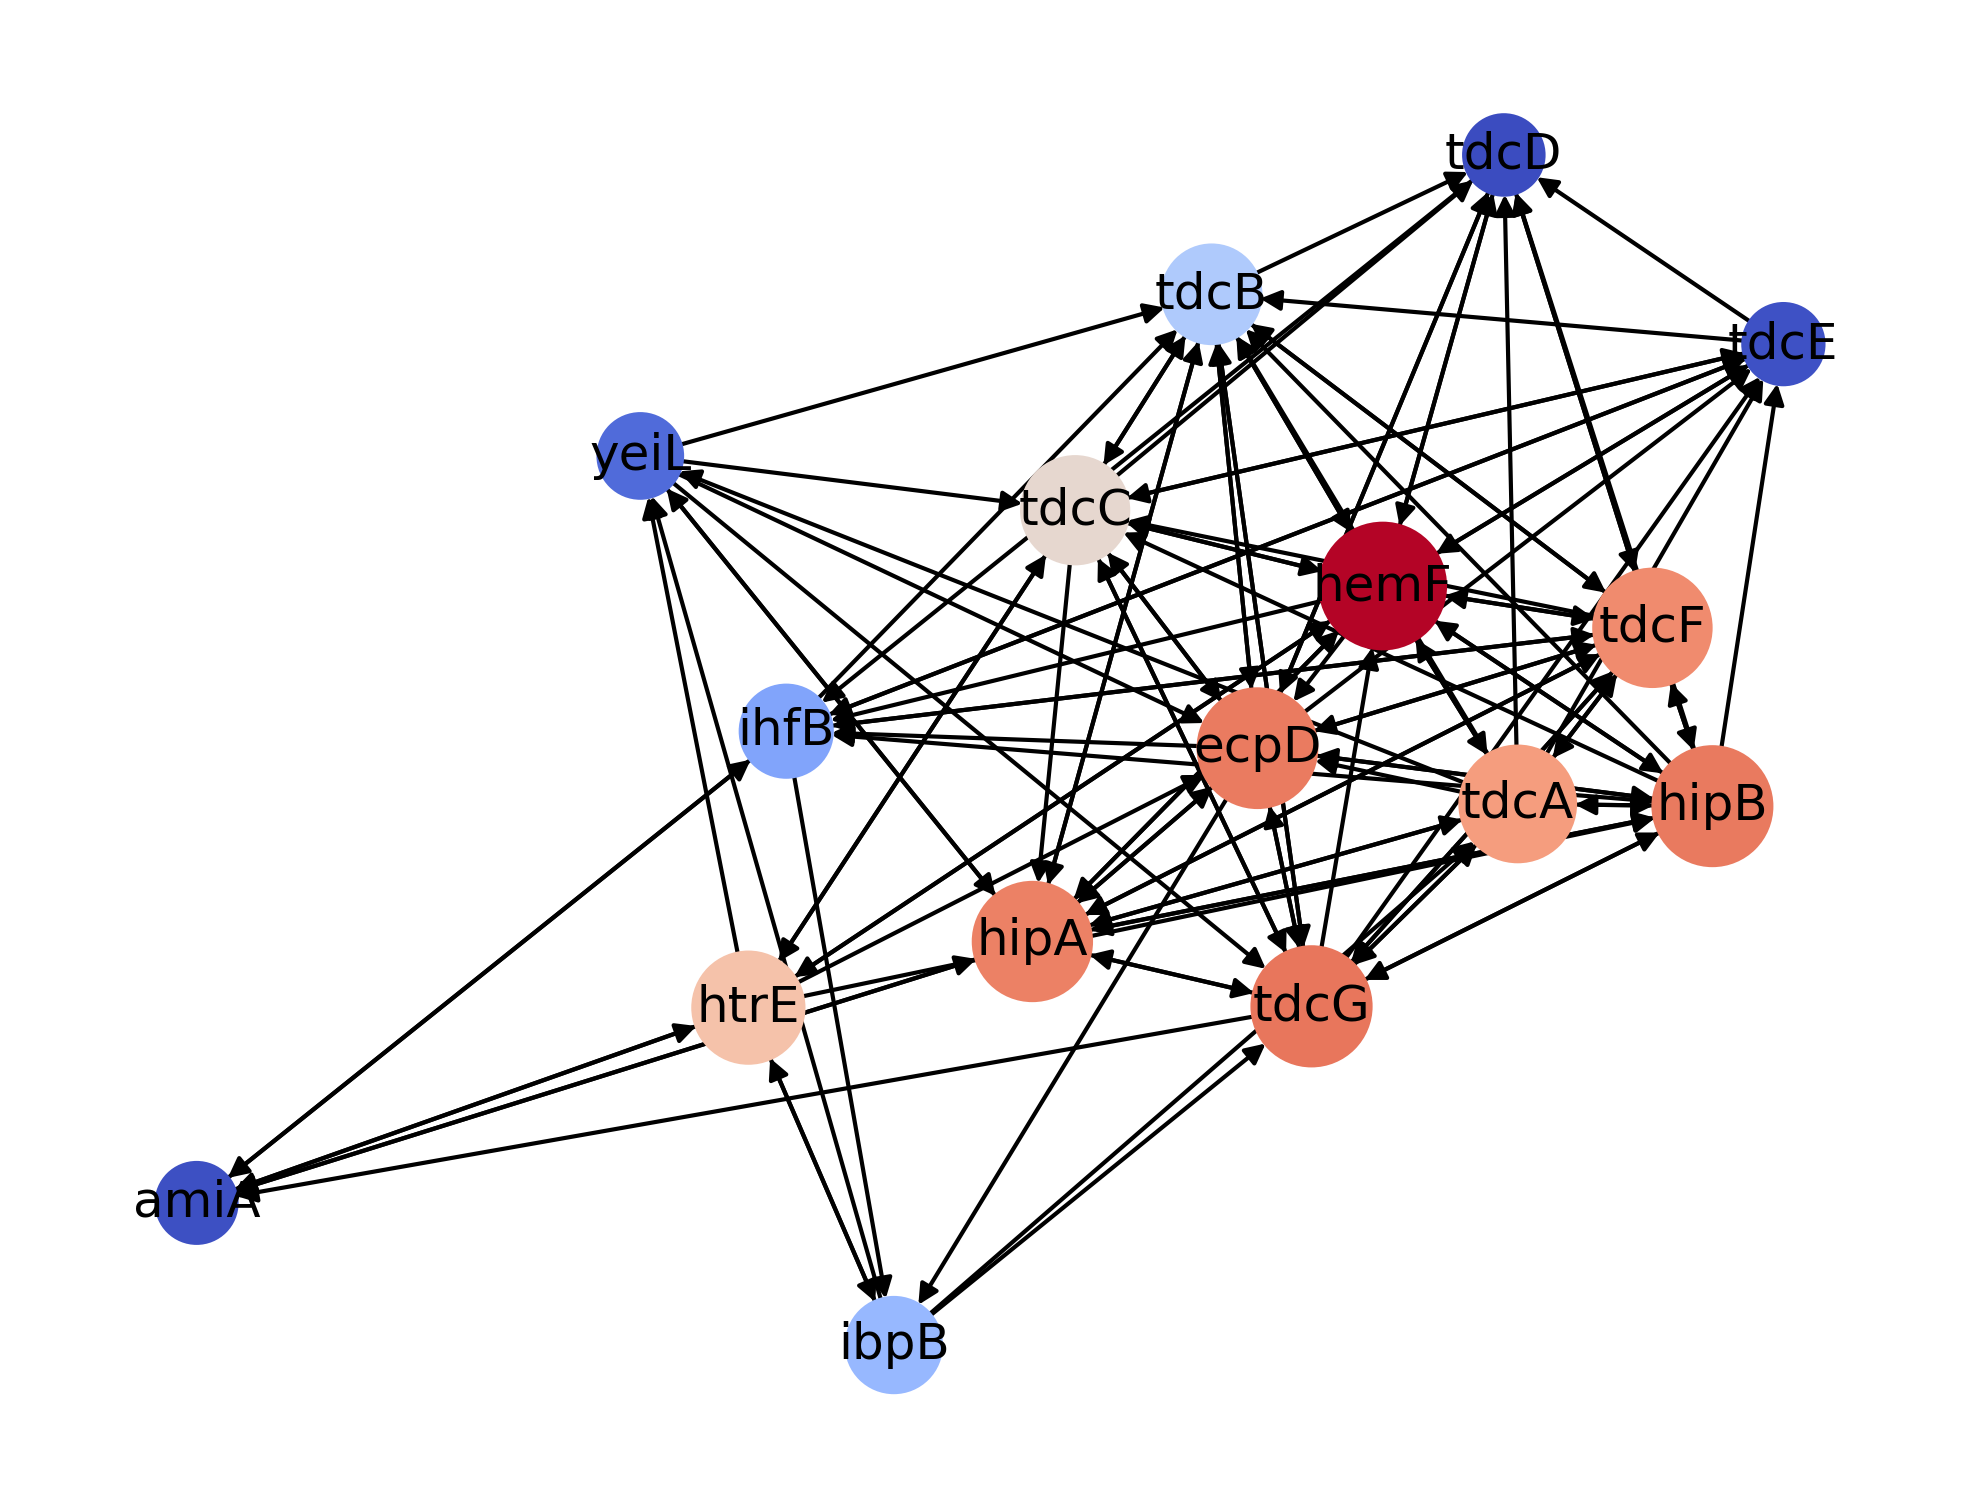 tdcD
tdcB
tdcE
yeiL
tdcC
hemF
tdcF
ihfB
ecpD
tdcA
hipB
hipA
htrE
tdcG
amiA
ibpB